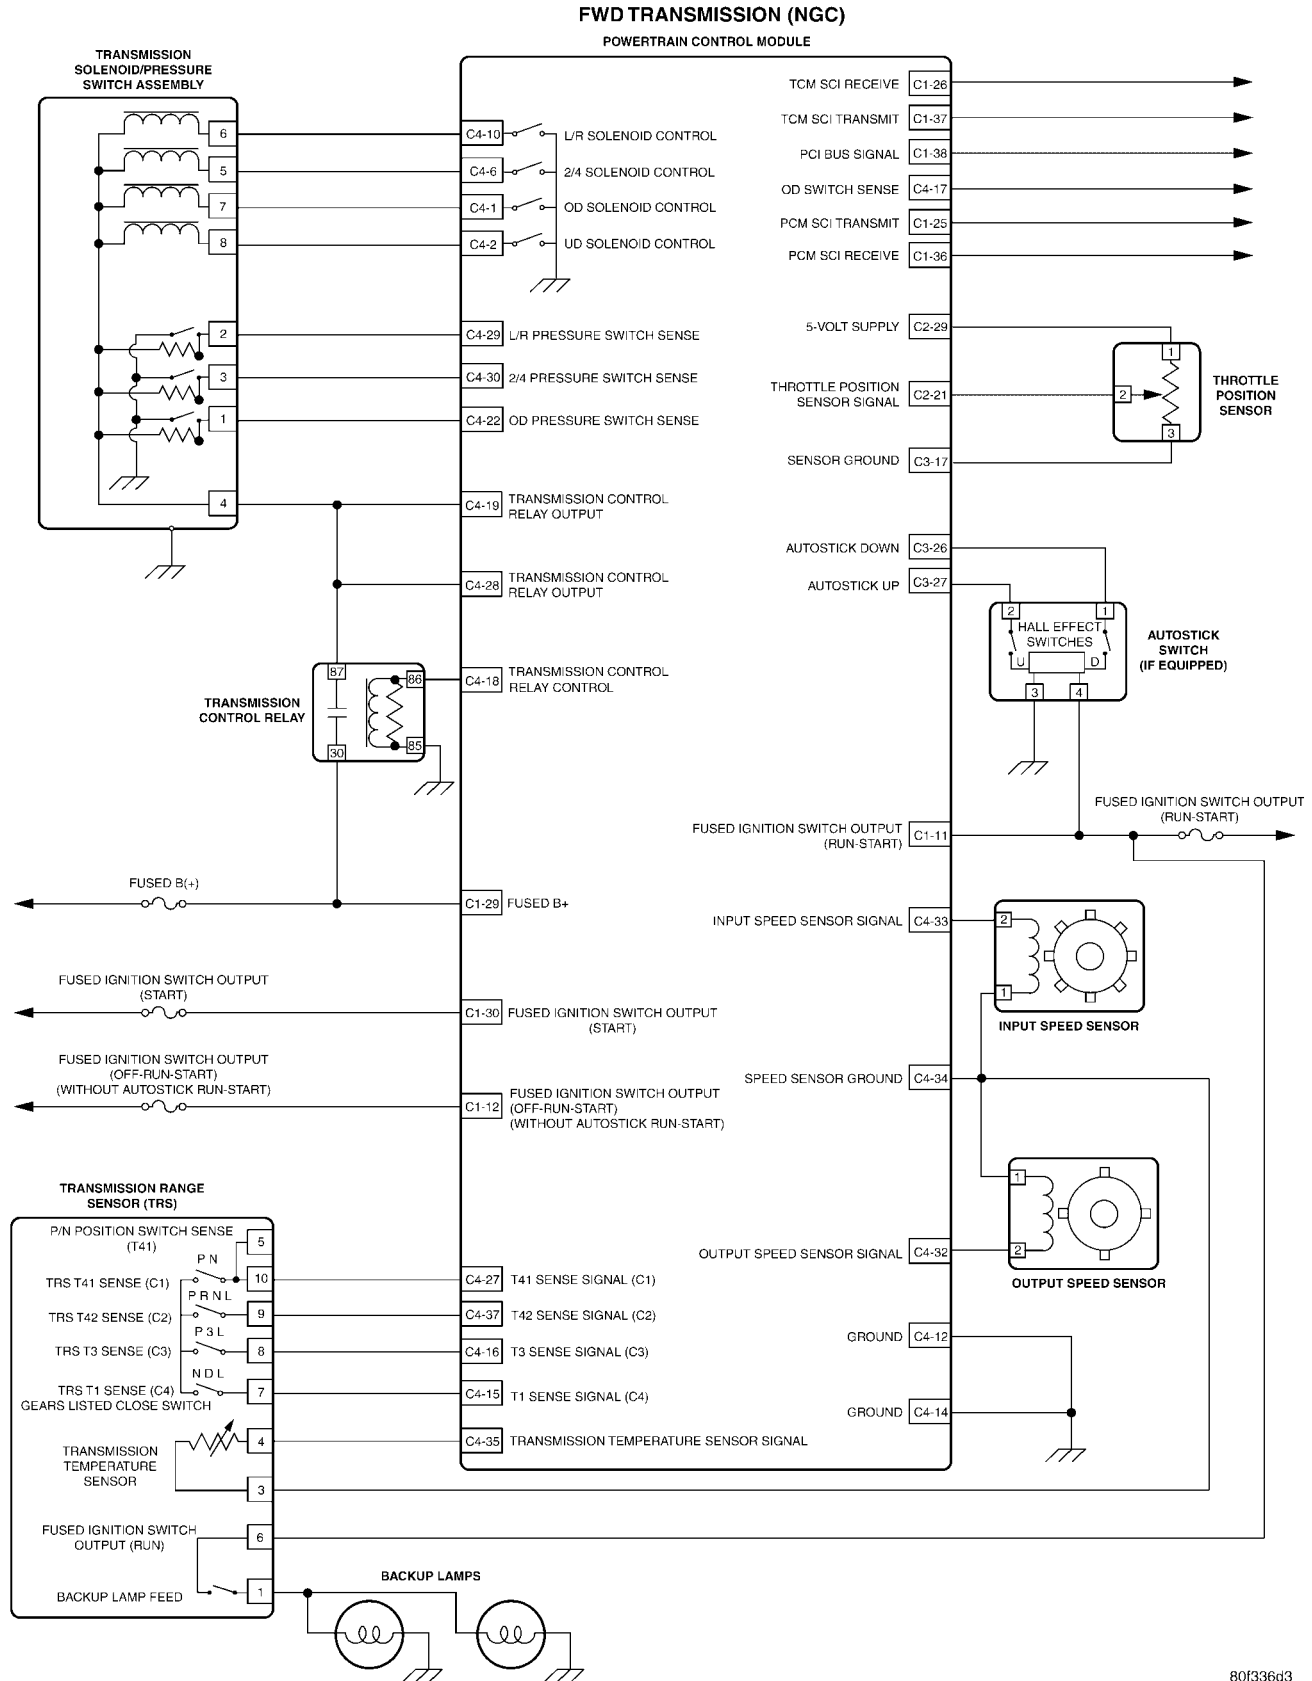 FWD TRANSMISSION (NGC)
POWERTRAIN CONTROL MODULE
TRANSMISSION
SOLENOID/PRESSURE
SWITCH ASSEMBLY
6
5
7
8
2
3
1
4
C4-10
L/R SOLENOID CONTROL
C4-6
2/4 SOLENOID CONTROL
C4-1
OD SOLENOID CONTROL
C4-2
UD SOLENOID CONTROL
C4-29
L/R PRESSURE SWITCH SENSE
C4-30
2/4 PRESSURE SWITCH SENSE
C4-22
OD PRESSURE SWITCH SENSE
C4-19
TRANSMISSION CONTROL
RELAY OUTPUT
C4-28
TRANSMISSION CONTROL
RELAY OUTPUT
C4-18
TRANSMISSION CONTROL
RELAY CONTROL
TRANSMISSION
CONTROL RELAY
87
86
30
85
FUSED B(+)
C1-29
FUSED B+
FUSED IGNITION SWITCH OUTPUT
(START)
C1-30
FUSED IGNITION SWITCH OUTPUT
(START)
FUSED IGNITION SWITCH OUTPUT
(OFF-RUN-START)
(WITHOUT AUTOSTICK RUN-START)
C1-12
FUSED IGNITION SWITCH OUTPUT
(OFF-RUN-START)
(WITHOUT AUTOSTICK RUN-START)
TRANSMISSION RANGE
SENSOR (TRS)
P/N POSITION SWITCH SENSE
(T41)
5
P N
TRS T41 SENSE (C1)
10
C4-27
T41 SENSE SIGNAL (C1)
P R N L
TRS T42 SENSE (C2)
9
C4-37
T42 SENSE SIGNAL (C2)
P 3 L
TRS T3 SENSE (C3)
8
C4-16
T3 SENSE SIGNAL (C3)
N D L
TRS T1 SENSE (C4)
GEARS LISTED CLOSE SWITCH
7
C4-15
T1 SENSE SIGNAL (C4)
TRANSMISSION
TEMPERATURE
SENSOR
4
C4-35
TRANSMISSION TEMPERATURE SENSOR SIGNAL
3
FUSED IGNITION SWITCH
OUTPUT (RUN)
6
BACKUP LAMP FEED
1
BACKUP LAMPS
TCM SCI RECEIVE
C1-26
TCM SCI TRANSMIT
C1-37
PCI BUS SIGNAL
C1-38
OD SWITCH SENSE
C4-17
PCM SCI TRANSMIT
C1-25
PCM SCI RECEIVE
C1-36
5-VOLT SUPPLY
C2-29
THROTTLE POSITION
SENSOR SIGNAL
C2-21
SENSOR GROUND
C3-17
1
2
3
THROTTLE
POSITION
SENSOR
AUTOSTICK DOWN
C3-26
AUTOSTICK UP
C3-27
2
1
HALL EFFECT
SWITCHES
U
D
3
4
AUTOSTICK
SWITCH
(IF EQUIPPED)
FUSED IGNITION SWITCH OUTPUT
(RUN-START)
C1-11
FUSED IGNITION SWITCH OUTPUT
(RUN-START)
INPUT SPEED SENSOR SIGNAL
C4-33
2
1
INPUT SPEED SENSOR
SPEED SENSOR GROUND
C4-34
1
2
OUTPUT SPEED SENSOR SIGNAL
C4-32
OUTPUT SPEED SENSOR
GROUND
C4-12
GROUND
C4-14
80f336d3